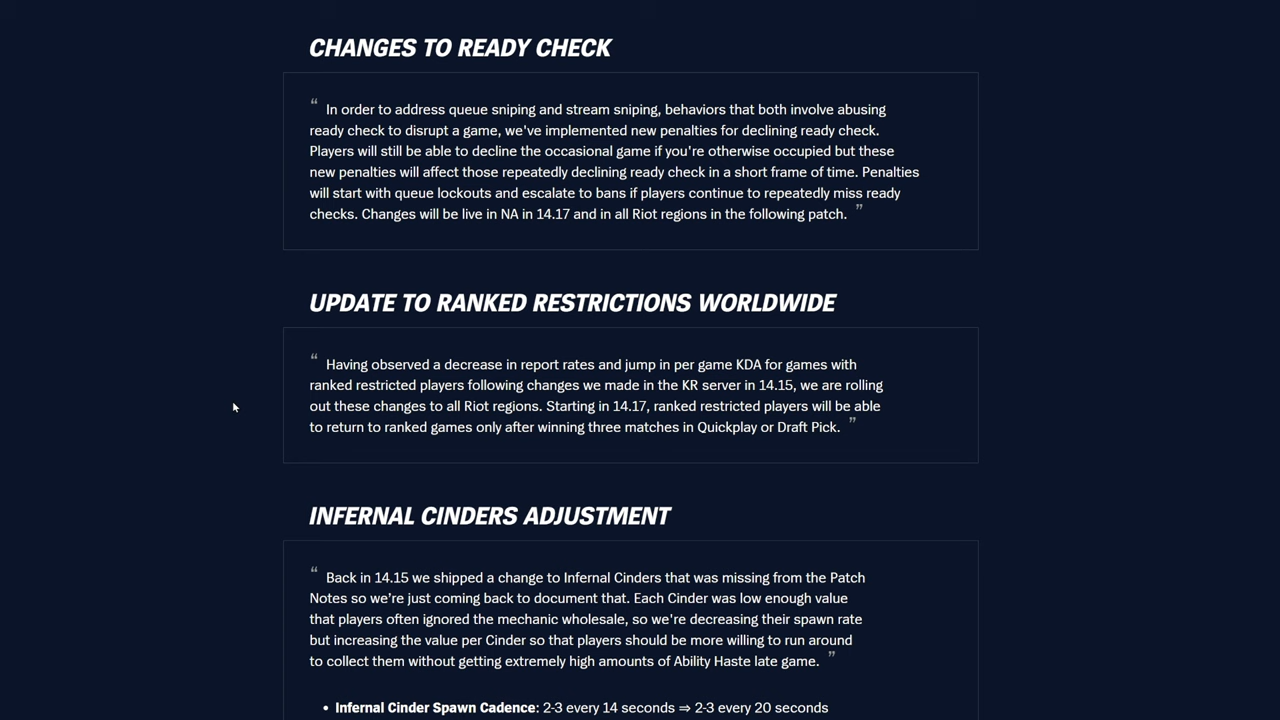 CHANGES TO READY CHECK
“ In order to address queue sniping and stream sniping, behaviors that both involve abusing
ready check to disrupt a game, we've implemented new penalties for declining ready check.
Players will still be able to decline the occasional game if you're otherwise occupied but these
new penalties will affect those repeatedly declining ready check in a short frame of time. Penalties
will start with queue lockouts and escalate to bans if players continue to repeatedly miss ready
checks. Changes will be live in NA in 14.17 and in all Riot regions in the following patch. ”
UPDATE TO RANKED RESTRICTIONS WORLDWIDE
“ Having observed a decrease in report rates and jump in per game KDA for games with
ranked restricted players following changes we made in the KR server in 14.15, we are rolling
out these changes to all Riot regions. Starting in 14.17, ranked restricted players will be able
to return to ranked games only after winning three matches in Quickplay or Draft Pick. ”
INFERNAL CINDERS ADJUSTMENT
“ Back in 14.15 we shipped a change to Infernal Cinders that was missing from the Patch
Notes so we’re just coming back to document that. Each Cinder was low enough value
that players often ignored the mechanic wholesale, so we're decreasing their spawn rate
but increasing the value per Cinder so that players should be more willing to run around
to collect them without getting extremely high amounts of Ability Haste late game. ”
• Infernal Cinder Spawn Cadence: 2-3 every 14 seconds ⇒ 2-3 every 20 seconds